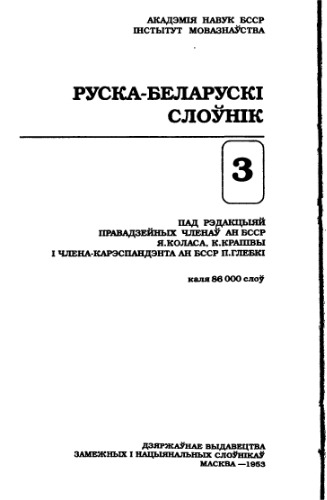 АКАДЭМІЯ НАВУК БССР
ІНСТЫТУТ МОВАЗНАЎСТВА
РУСКА-БЕЛАРУСКІ
СЛОЎНІК
3
ПАД РЭДАКЦЫЯЙ
ПРАВАДЗЕЙНЫХ ЧЛЕНАЎ АН БССР
Я.КОЛАСА, К.КРАПІВЫ
І ЧЛЕНА-КАРЭСПАНДЭНТА АН БССР П.ГЛЕБКІ
каля 86 000 слоў
ДЗЯРЖАЎНАЕ ВЫДАВЕЦТВА
ЗАМЕЖНЫХ І НАЦЫЯНАЛЬНЫХ СЛОЎНІКАЎ
МАСКВА —1953